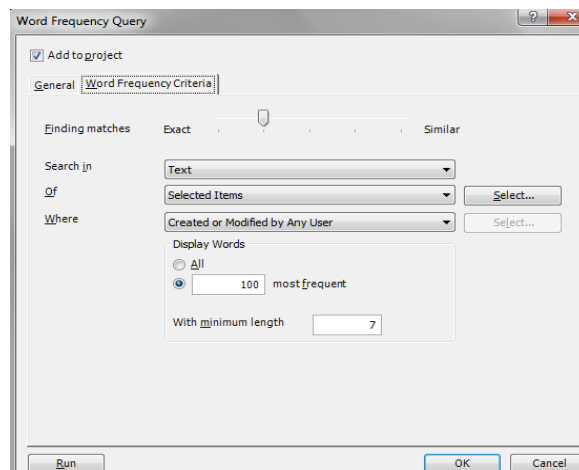 Word Frequency Query
Add to project
General Word Frequency Criteria
Finding matches Exact Similar
Search in Text
Of Selected Items Select...
Where Created or Modified by Any User Select...
Display Words
All
100 most frequent
With minimum length 7
Run OK Cancel